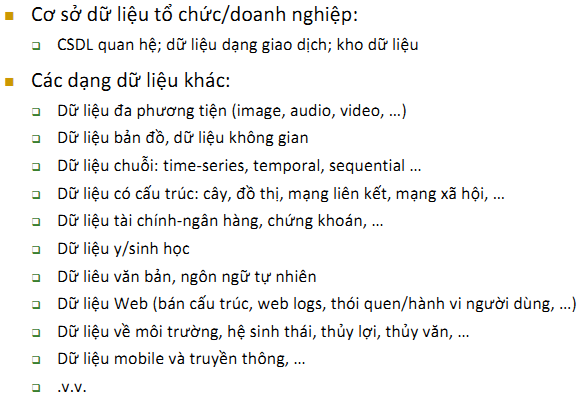 Cơ sở dữ liệu tổ chức/doanh nghiệp:
CSDL quan hệ; dữ liệu dạng giao dịch; kho dữ liệu
Các dạng dữ liệu khác:
Dữ liệu đa phương tiện (image, audio, video, …)
Dữ liệu bản đồ, dữ liệu không gian
Dữ liệu chuỗi: time-series, temporal, sequential …
Dữ liệu có cấu trúc: cây, đồ thị, mạng liên kết, mạng xã hội, …
Dữ liệu tài chính-ngân hàng, chứng khoán, …
Dữ liệu y/sinh học
Dữ liêu văn bản, ngôn ngữ tự nhiên
Dữ liệu Web (bán cấu trúc, web logs, thói quen/hành vi người dùng, …)
Dữ liệu về môi trường, hệ sinh thái, thủy lợi, thủy văn, …
Dữ liệu mobile và truyền thông, …
.v.v.